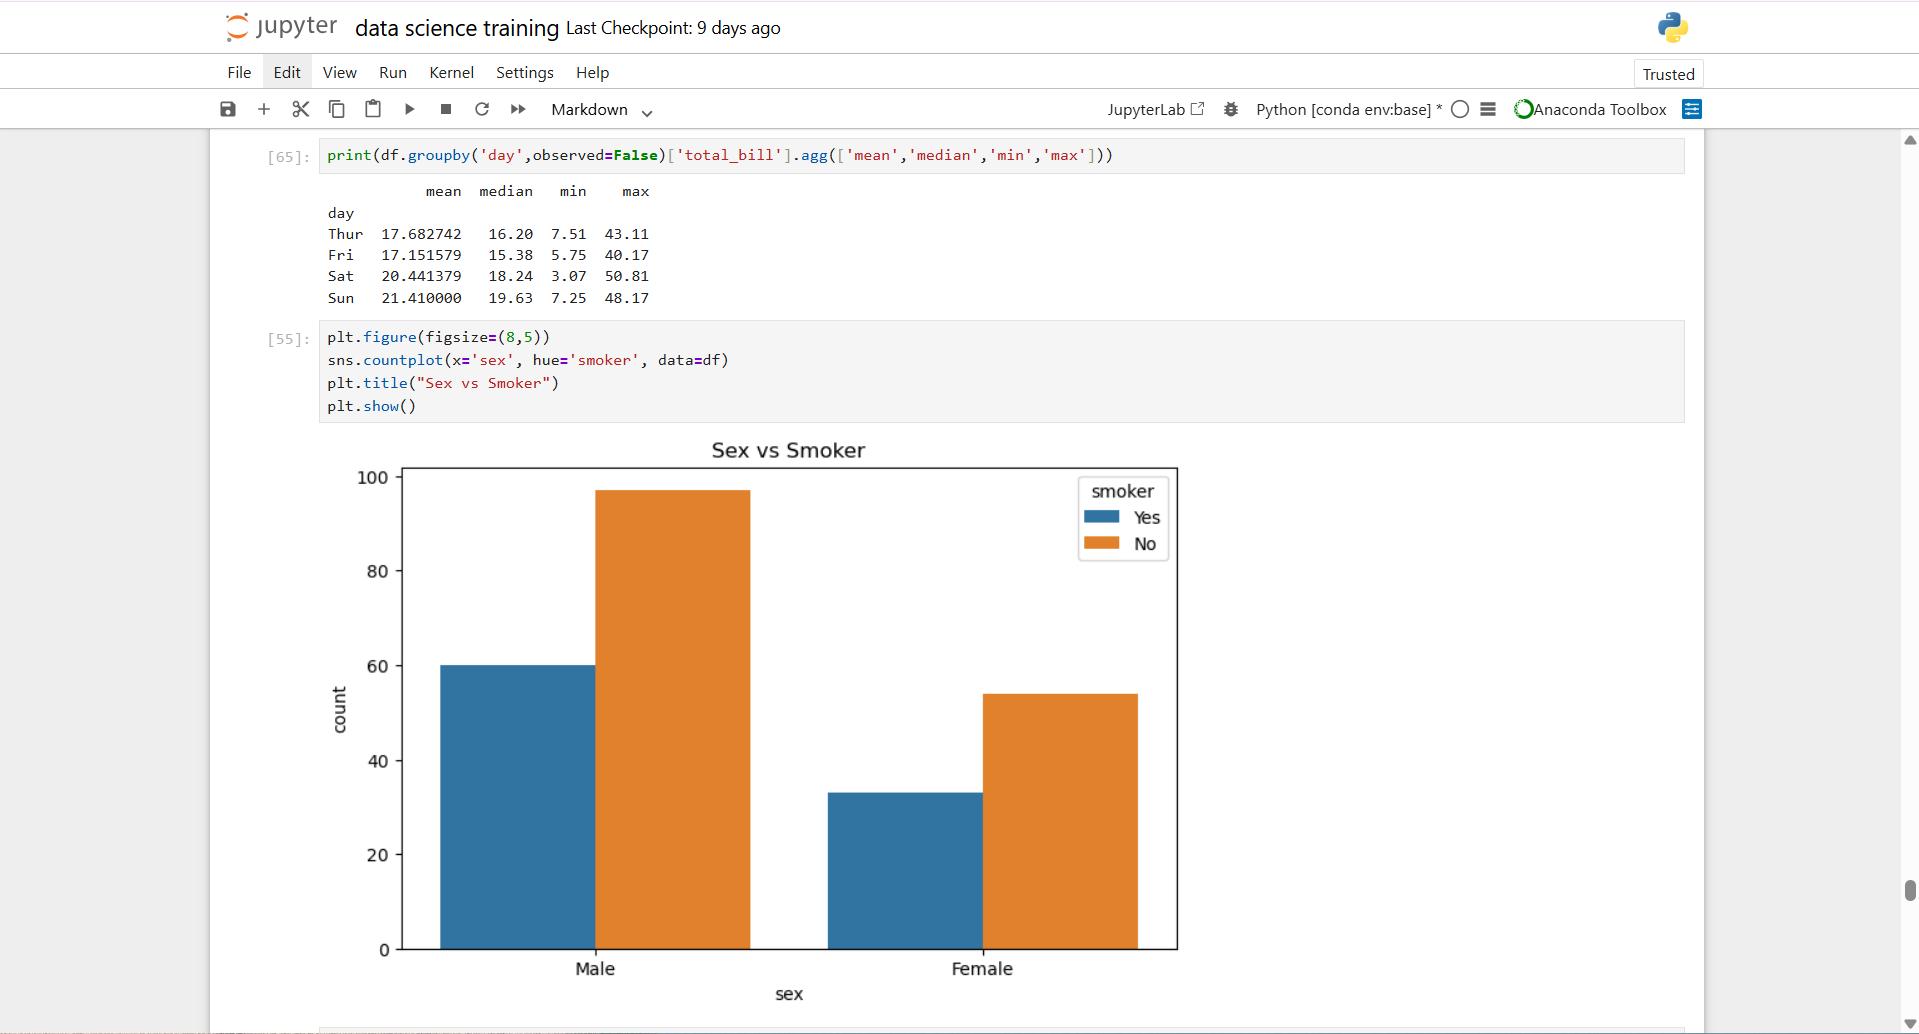 jupyter data science training Last Checkpoint: 9 days ago
File Edit View Run Kernel Settings Help Trusted
Markdown JupyterLab Python [conda env:base] * Anaconda Toolbox
[65]: print(df.groupby('day',observed=False)['total_bill'].agg(['mean','median','min','max']))
mean median min max
day
Thur 17.682742 16.20 7.51 43.11
Fri 17.151579 15.38 5.75 40.17
Sat 20.441379 18.24 3.07 50.81
Sun 21.410000 19.63 7.25 48.17
[55]: plt.figure(figsize=(8,5))
sns.countplot(x='sex', hue='smoker', data=df)
plt.title("Sex vs Smoker")
plt.show()
Sex vs Smoker
100
80
60
40
20
0
count
smoker
Yes
No
Male Female
sex